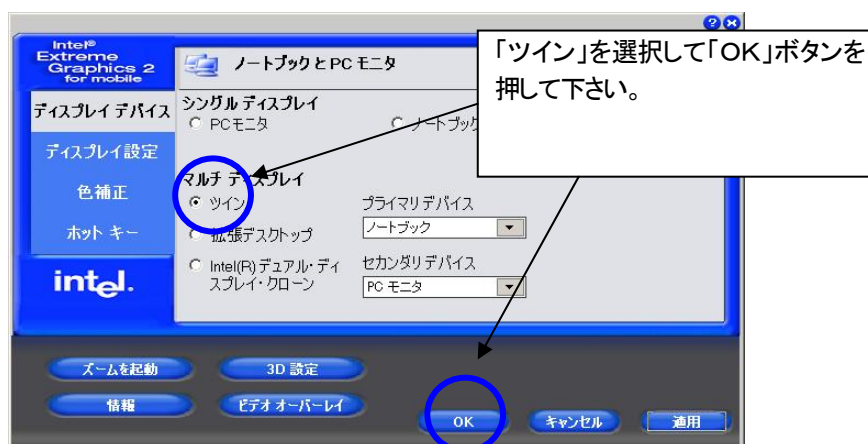 Intel®
Extreme
Graphics 2
for mobile
ノートブックと PC モニタ
「ツイン」を選択して「OK」ボタンを
押して下さい。
ディスプレイ デバイス
ディスプレイ設定
色補正
ホット キー
intel.
シングル ディスプレイ
PC モニタ
ノートブック
マルチ ディスプレイ
ツイン
拡張デスクトップ
Intel(R) デュアル・ディ
スプレイ・クローン
プライマリ デバイス
ノートブック
セカンダリ デバイス
PC モニタ
ズームを起動
3D 設定
情報
ビデオ オーバーレイ
OK
キャンセル
適用